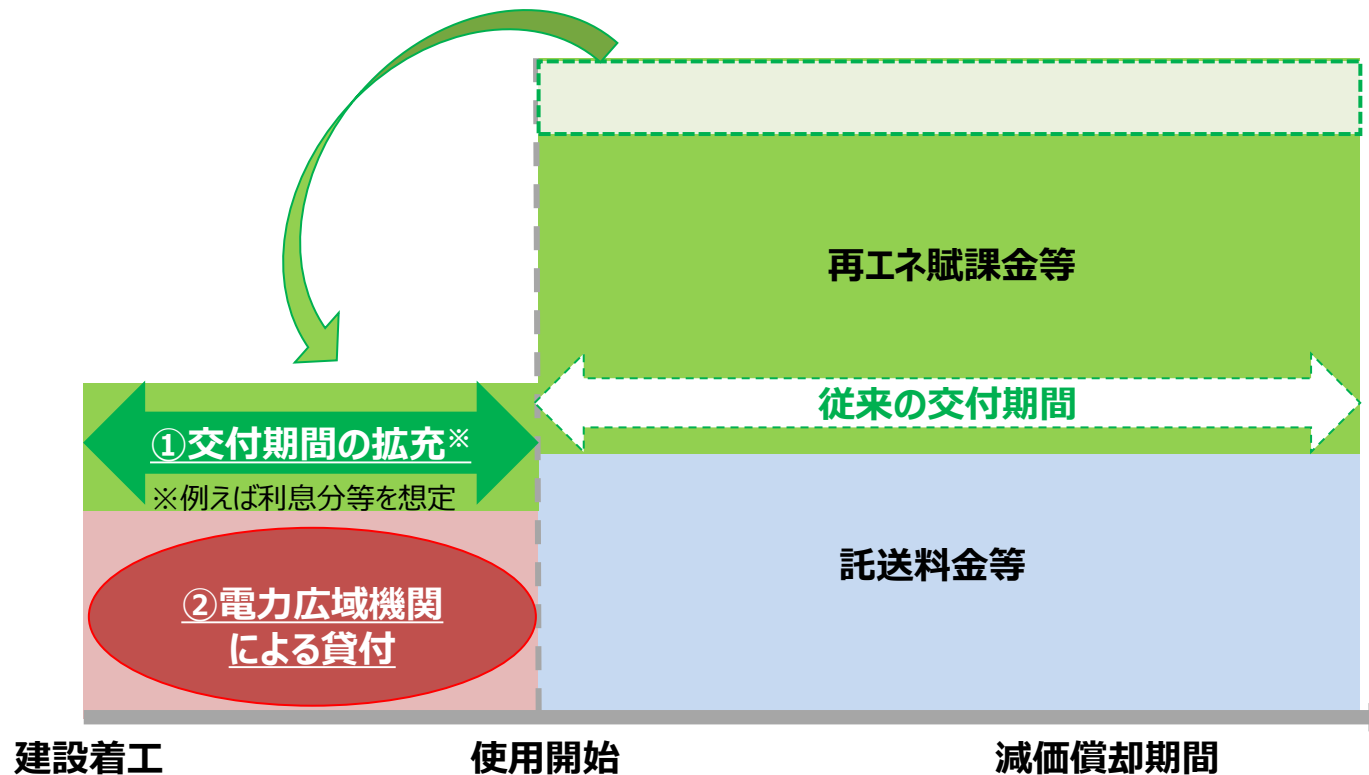 再エネ賦課金等
従来の交付期間
①交付期間の拡充※
※例えば利息分等を想定
託送料金等
②電力広域機関
による貸付
建設着工
使用開始
減価償却期間